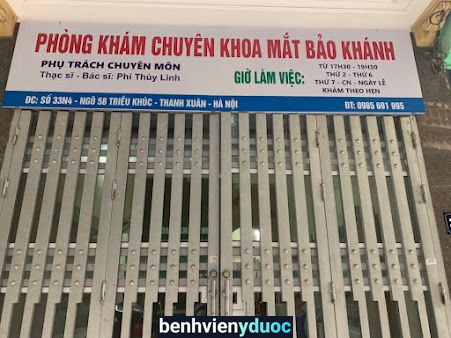 PHÒNG KHÁM CHUYÊN KHOA MẮT BẢO KHÁNH
PHỤ TRÁCH CHUYÊN MÔN
Thạc sĩ - Bác sĩ: Phí Thùy Linh
GIỜ LÀM VIỆC:
TỪ 17H30 - 19H30
THỨ 2 - THỨ 6
THỨ 7 - CN - NGÀY LỄ
KHÁM THEO HẸN
ĐC: SỐ 33N4 - NGÕ 58 TRIỀU KHÚC - THANH XUÂN - HÀ NỘI
ĐT: 0985 691 995
benhvienyduoc